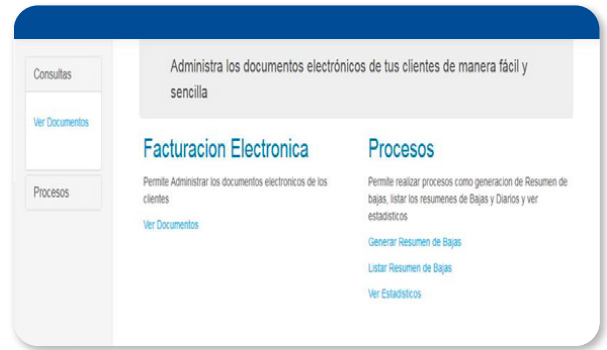 Consultas
Ver Documentos
Procesos
Administra los documentos electrónicos de tus clientes de manera fácil y
sencilla
Facturacion Electronica
Permite Administrar los documentos electronicos de los
clientes
Ver Documentos
Procesos
Permite realizar procesos como generacion de Resumen de
bajas, listar los resumenes de Bajas y Diarios y ver
estadisticos
Generar Resumen de Bajas
Listar Resumen de Bajas
Ver Estadisticos